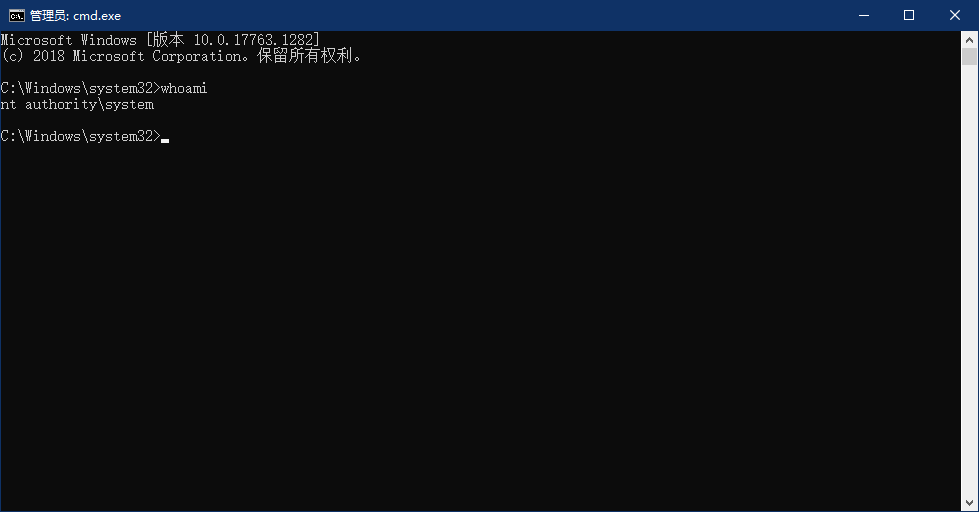 管理员: cmd.exe
Microsoft Windows [版本 10.0.17763.1282]
(c) 2018 Microsoft Corporation。保留所有权利。
C:\Windows\system32>whoami
nt authority\system
C:\Windows\system32>